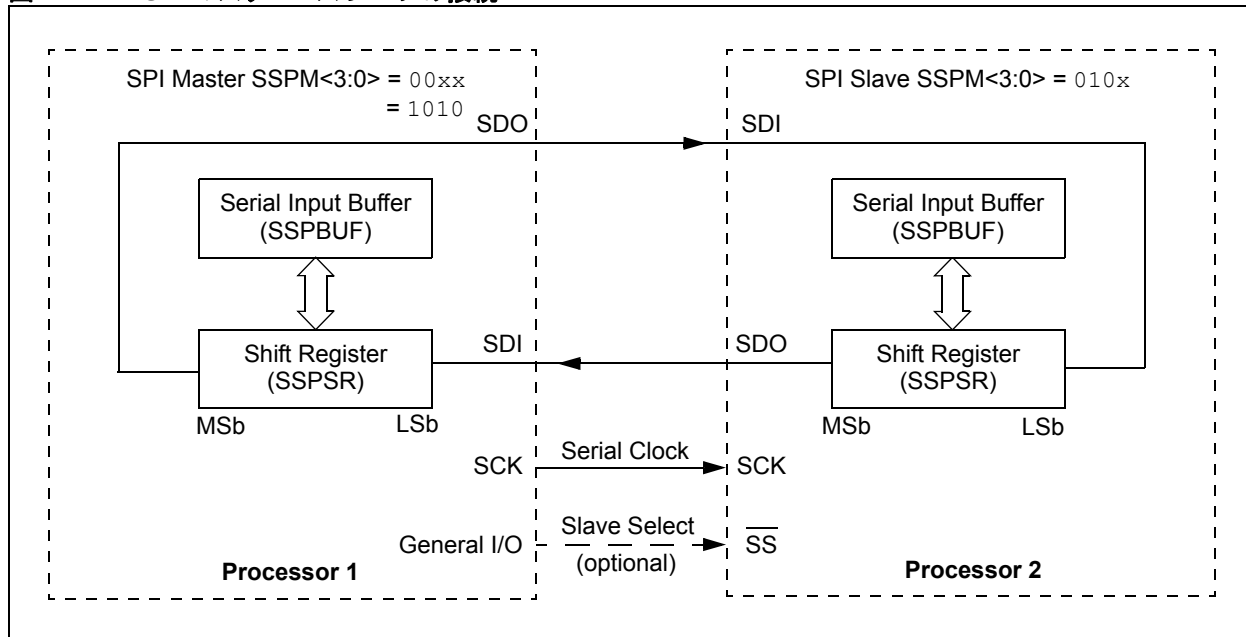 SPI Master SSPM<3:0> = 00xx
= 1010
SDO
Serial Input Buffer
(SSPBUF)
Shift Register
(SSPSR)
MSb
LSb
SDI
SCK
General I/O
Processor 1
Serial Clock
Slave Select
(optional)
SPI Slave SSPM<3:0> = 010x
SDI
Serial Input Buffer
(SSPBUF)
SDO
Shift Register
(SSPSR)
MSb
LSb
SCK
SS
Processor 2